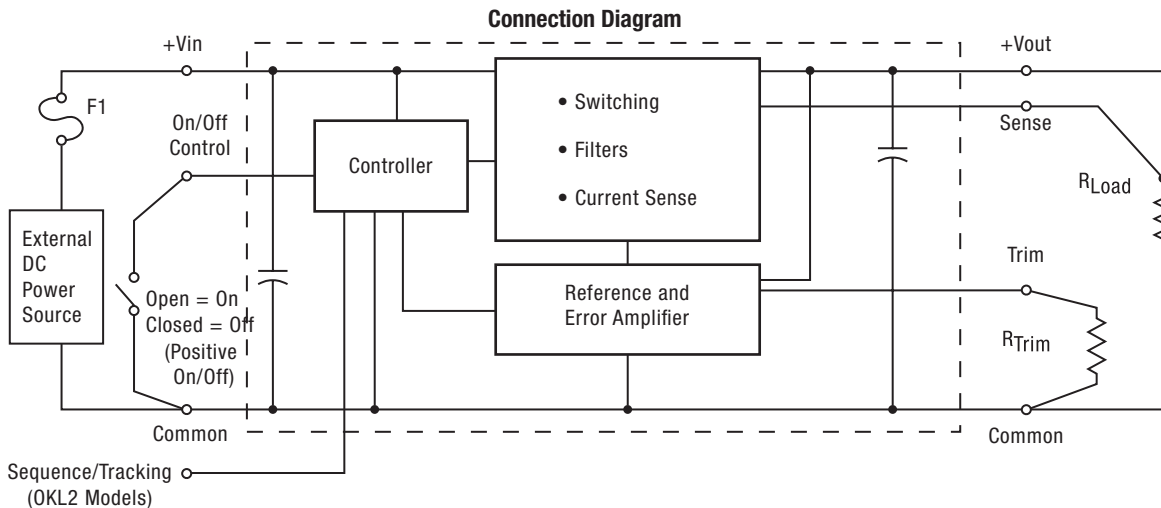 Connection Diagram
+Vin
+Vout
F1
On/Off
Control
• Switching
• Filters
• Current Sense
Controller
Sense
RLoad
External
DC
Power
Source
Open = On
Closed = Off
(Positive
On/Off)
Reference and
Error Amplifier
Trim
RTrim
Common
Common
Sequence/Tracking
(OKL2 Models)